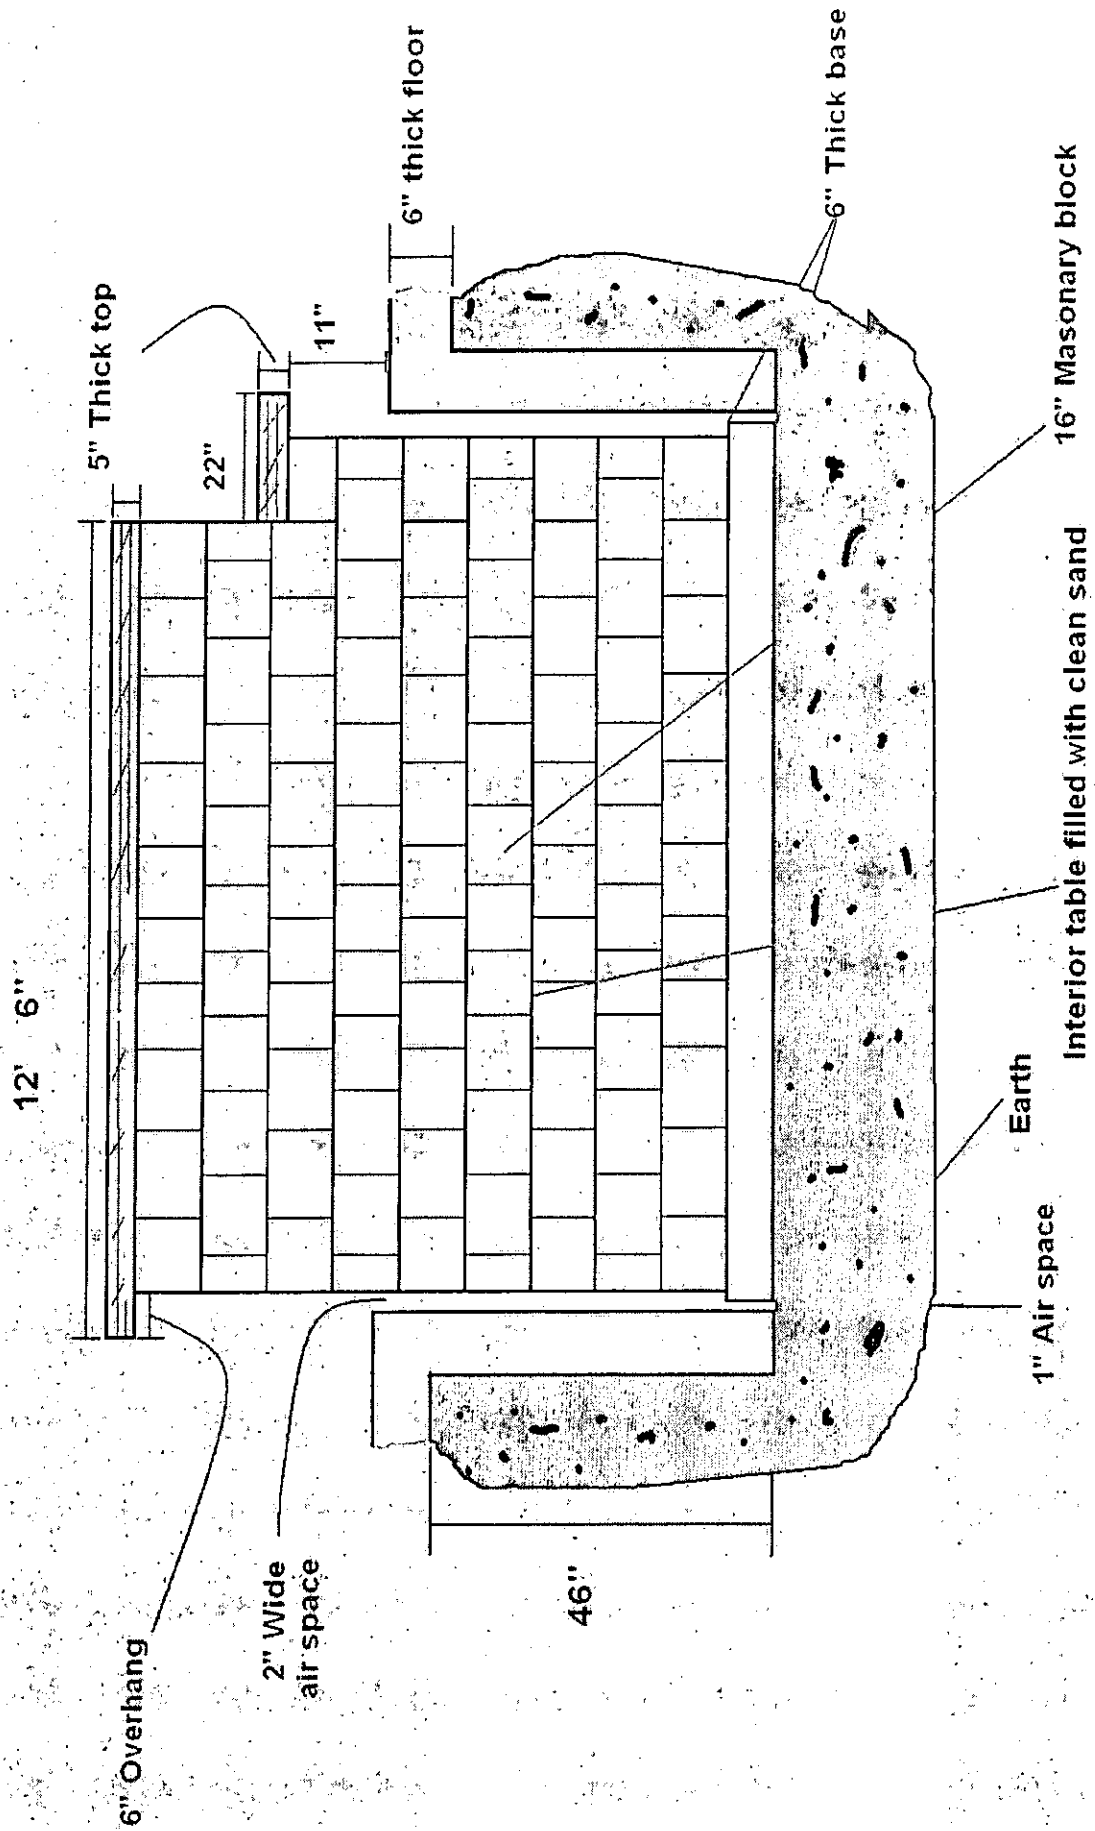 12' 6"
5" Thick top
22"
11"
6" thick floor
6" Overhang
2" Wide
air space
46"
6" Thick base
1" Air space
Earth
Interior table filled with clean sand
16" Masonary block